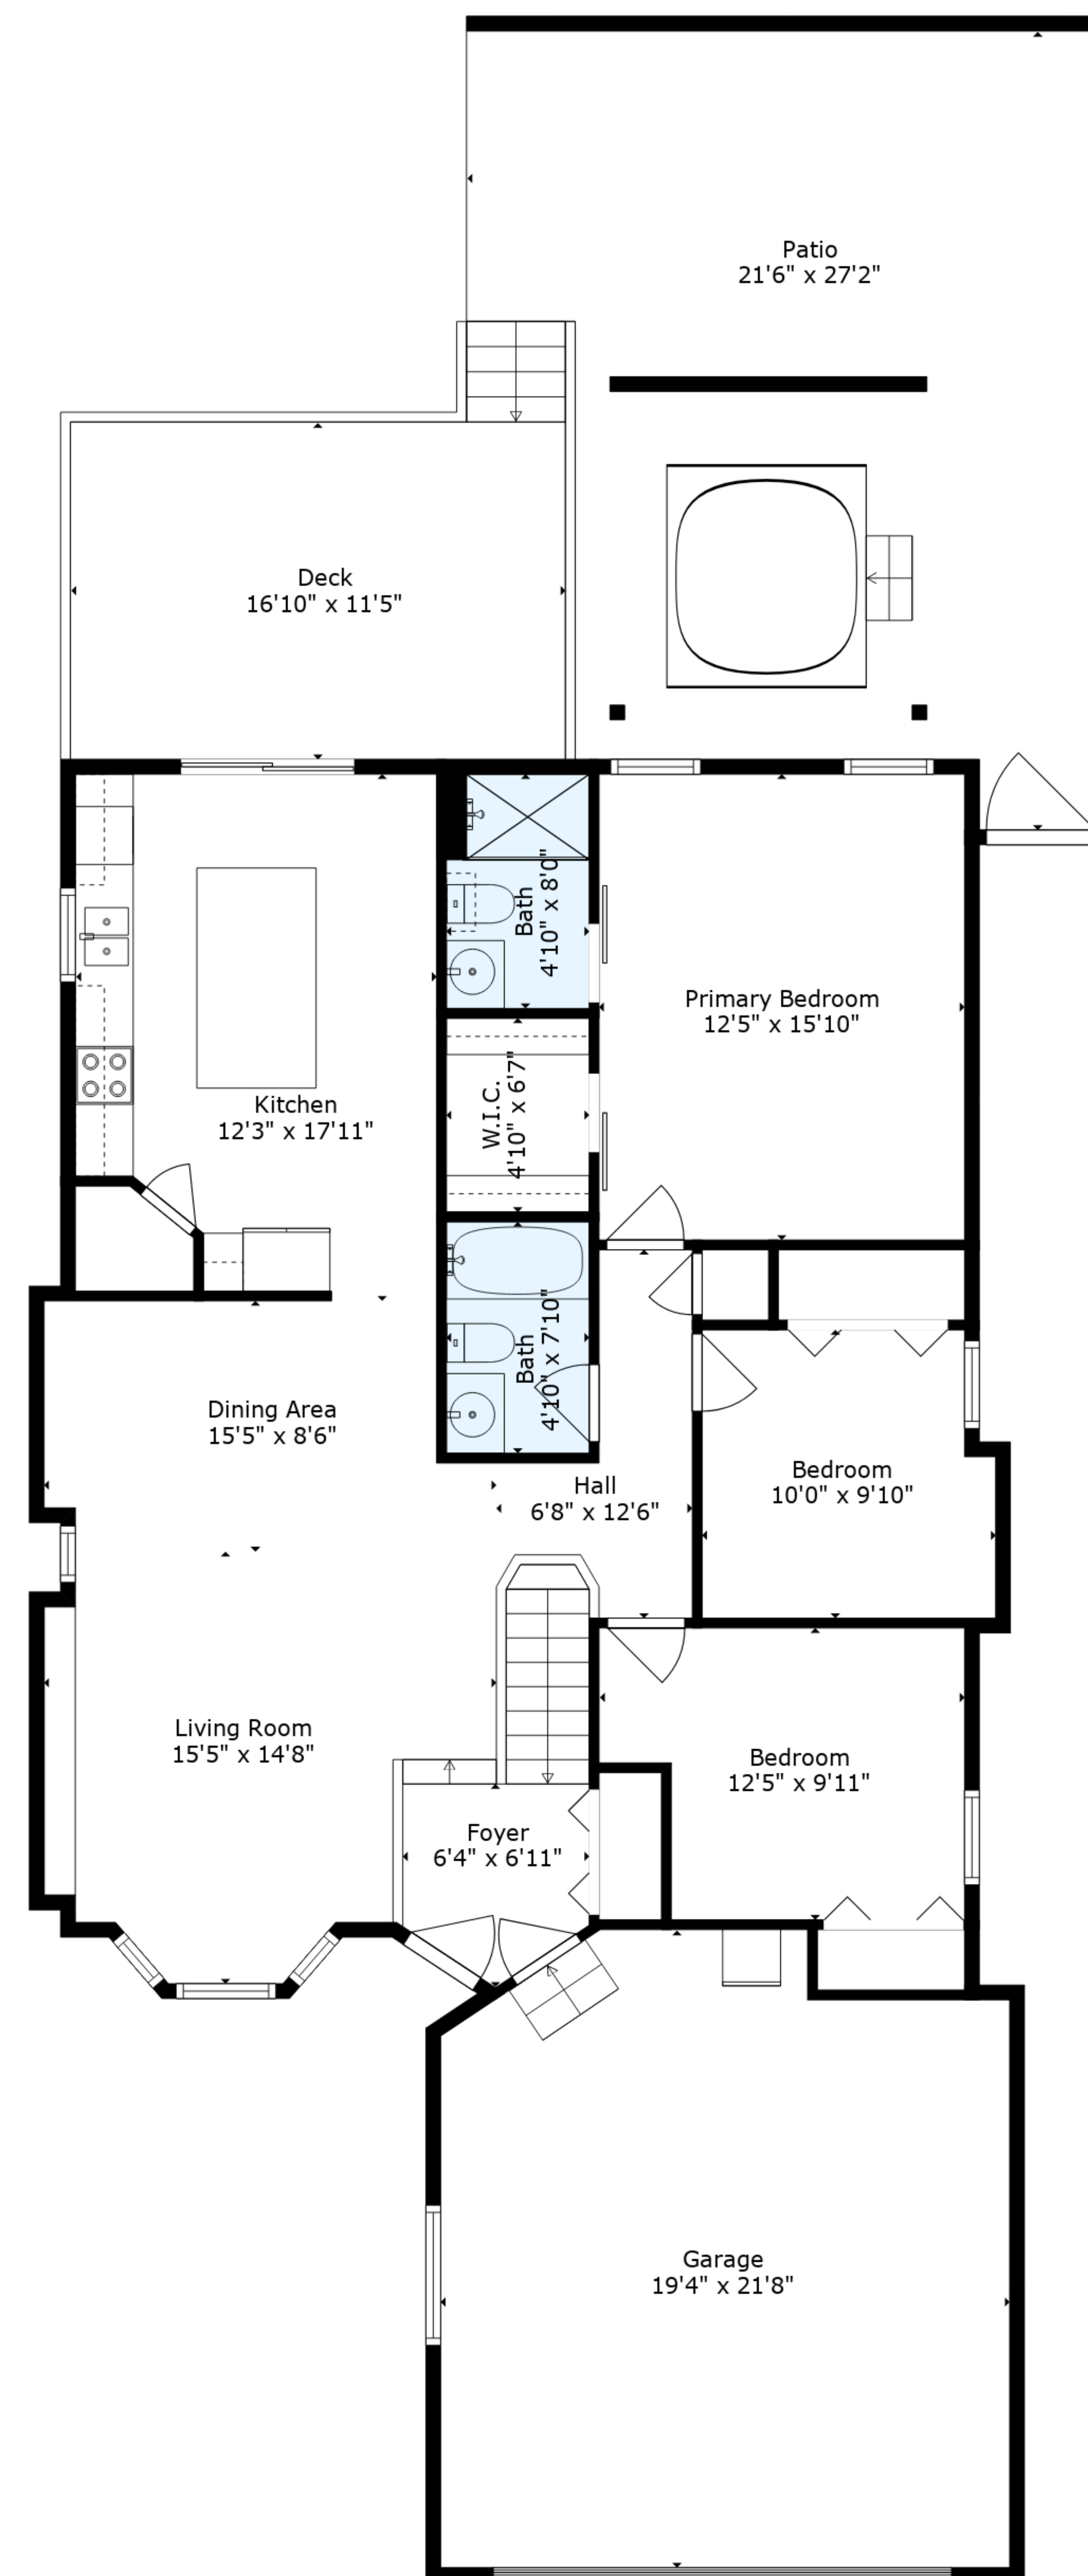 Patio
21'6" x 27'2"
Deck
16'10" x 11'5"
Bath
4'10" x 8'0"
Primary Bedroom
12'5" x 15'10"
W.I.C.
4'10" x 6'7"
Kitchen
12'3" x 17'11"
Bath
4'10" x 7'10"
Dining Area
15'5" x 8'6"
Bedroom
10'0" x 9'10"
Hall
6'8" x 12'6"
Living Room
15'5" x 14'8"
Bedroom
12'5" x 9'11"
Foyer
6'4" x 6'11"
Garage
19'4" x 21'8"